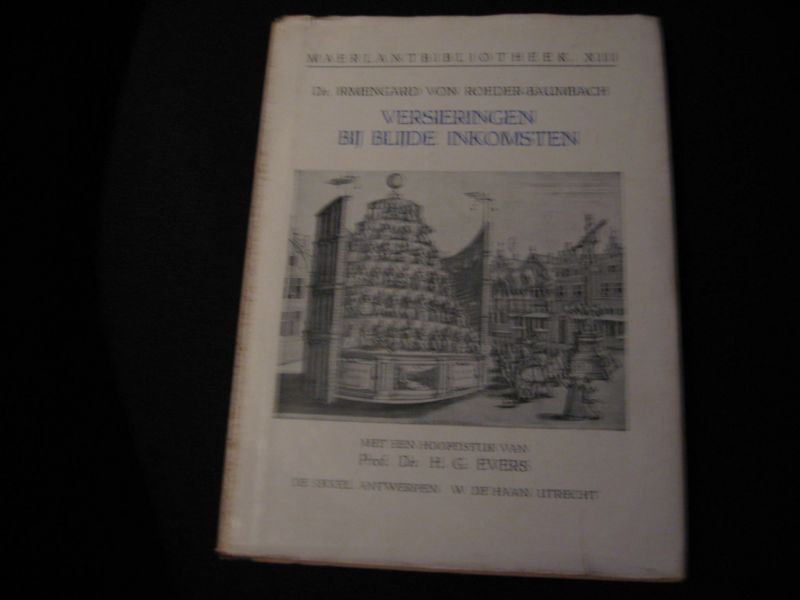 MAERLANTBIBLIOTHEEK XIII
Dr. IRMENGARD VON ROEDER-BAUMBACH
VERSIERINGEN
BIJ BLIJDE INKOMSTEN
MET EEN HOOFDSTUK VAN
Prof. Dr. H. G. EVERS
DE SIKKEL, ANTWERPEN W. DE HAAN, UTRECHT